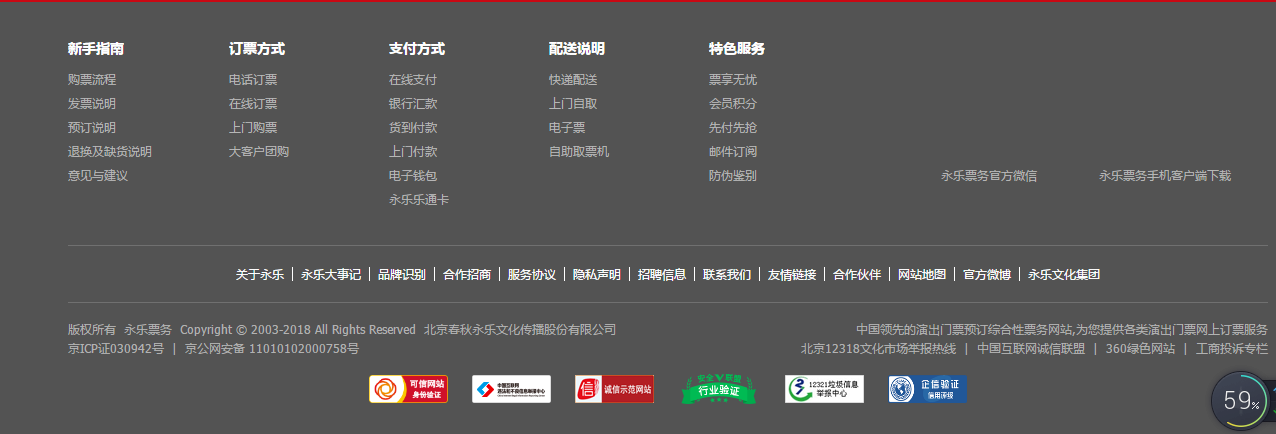 新手指南
购票流程
发票说明
预订说明
退换及缺货说明
意见与建议
订票方式
电话订票
在线订票
上门购票
大客户团购
支付方式
在线支付
银行汇款
货到付款
上门付款
电子钱包
永乐乐通卡
配送说明
快递配送
上门自取
电子票
自助取票机
特色服务
票享无忧
会员积分
先付先抢
邮件订阅
防伪鉴别
永乐票务官方微信
永乐票务手机客户端下载
关于永乐 | 永乐大事记 | 品牌识别 | 合作招商 | 服务协议 | 隐私声明 | 招聘信息 | 联系我们 | 友情链接 | 合作伙伴 | 网站地图 | 官方微博 | 永乐文化集团
版权所有 永乐票务 Copyright © 2003-2018 All Rights Reserved 北京春秋永乐文化传播股份有限公司
京ICP证030942号 | 京公网安备 11010102000758号
中国领先的演出门票预订综合性票务网站,为您提供各类演出门票网上订票服务
北京12318文化市场举报热线 | 中国互联网诚信联盟 | 360绿色网站 | 工商投诉专栏
可信网站
身份验证
中国互联网
违法和不良信息举报中心
诚信示范网站
安全V联盟
行业验证
12321垃圾信息
举报中心
企信验证
信用评级
59%